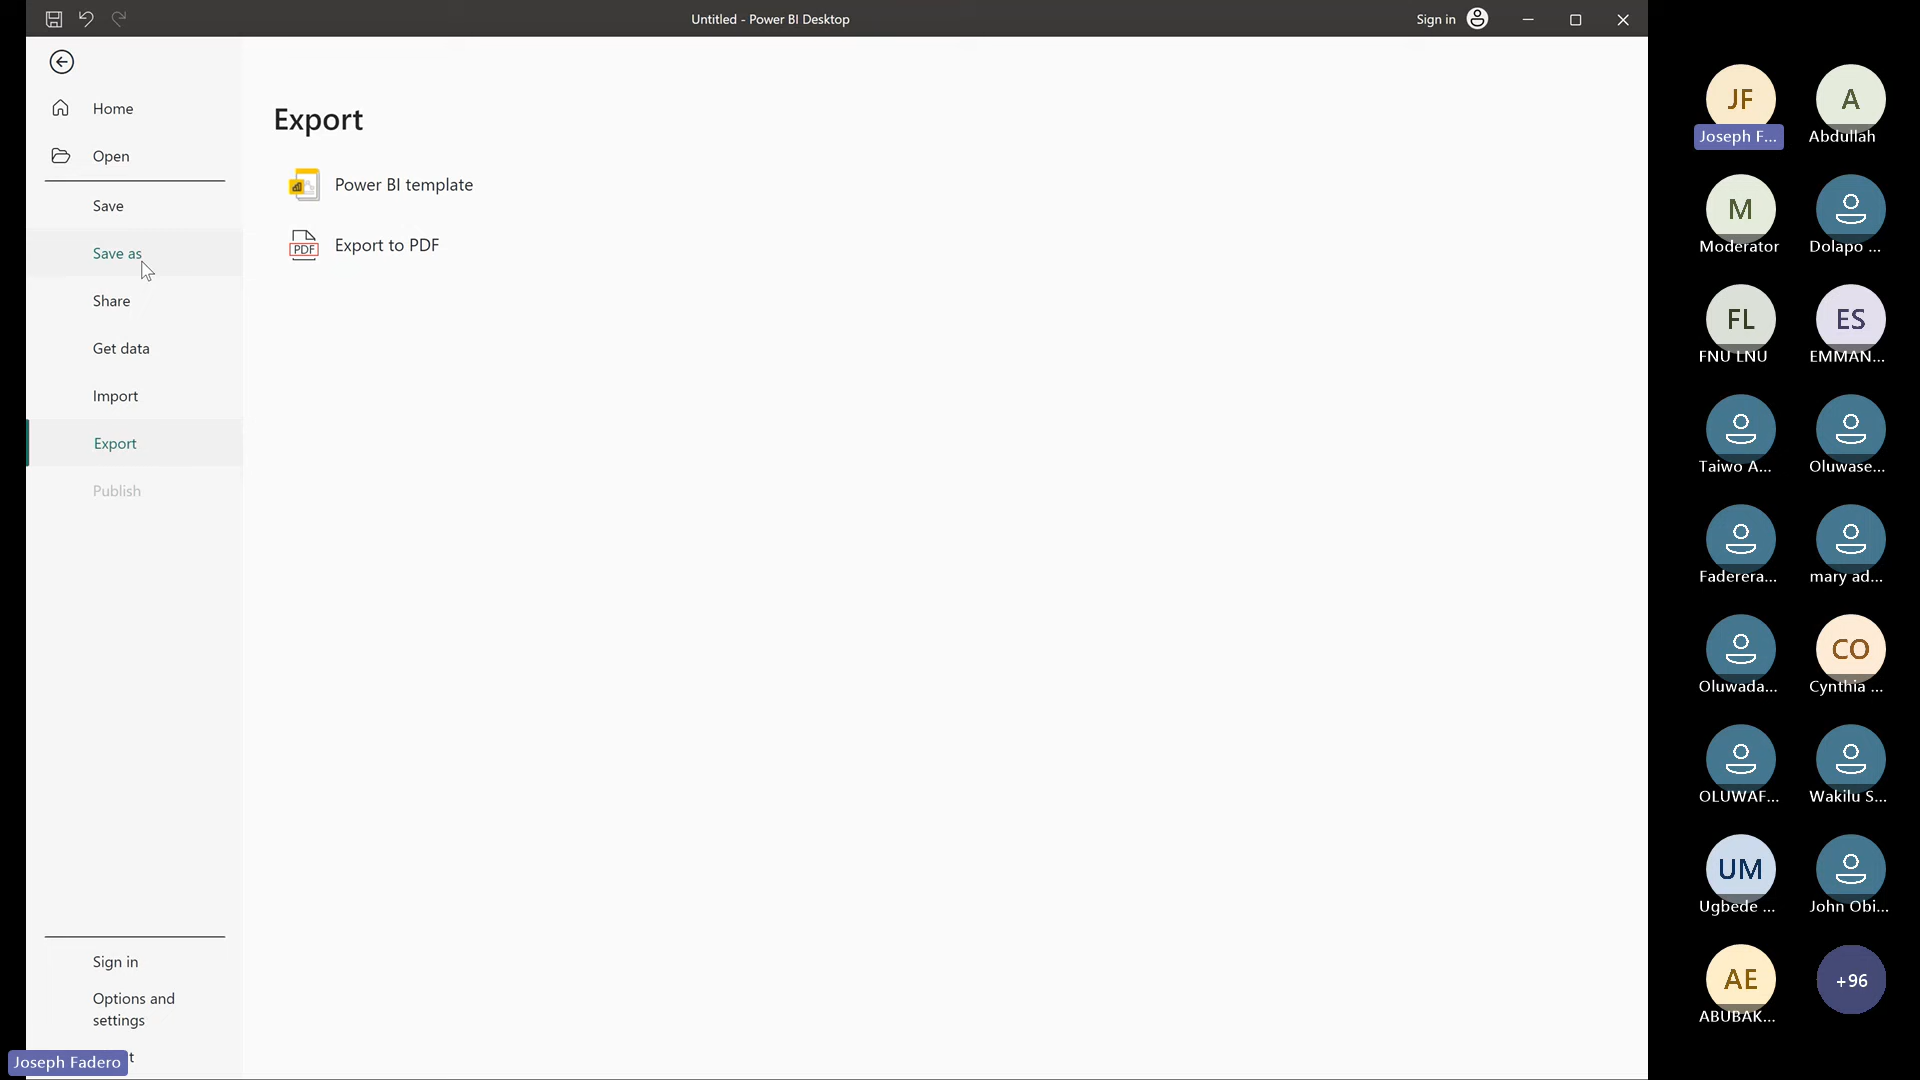 Untitled - Power BI Desktop
Sign in
Home
Open
Save
Save as
Share
Get data
Import
Export
Publish
Sign in
Options and
settings
Export
Power BI template
PDF
Export to PDF
JF
Joseph F...
A
Abdullah
M
Moderator
Dolapo ...
FL
FNU LNU
ES
EMMAN...
Taiwo A...
Oluwase...
Faderera...
mary ad...
Oluwada...
CO
Cynthia ...
OLUWAF...
Wakilu S...
UM
Ugbede ...
John Obi...
AE
ABUBAK...
+96
Joseph Fadero